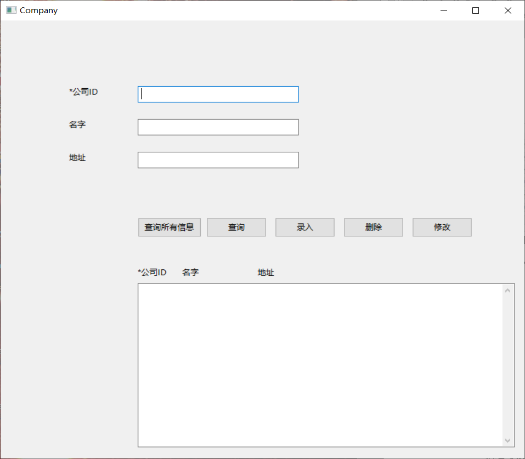 Company
*公司ID
名字
地址
查询所有信息 查询 录入 删除 修改
*公司ID 名字 地址